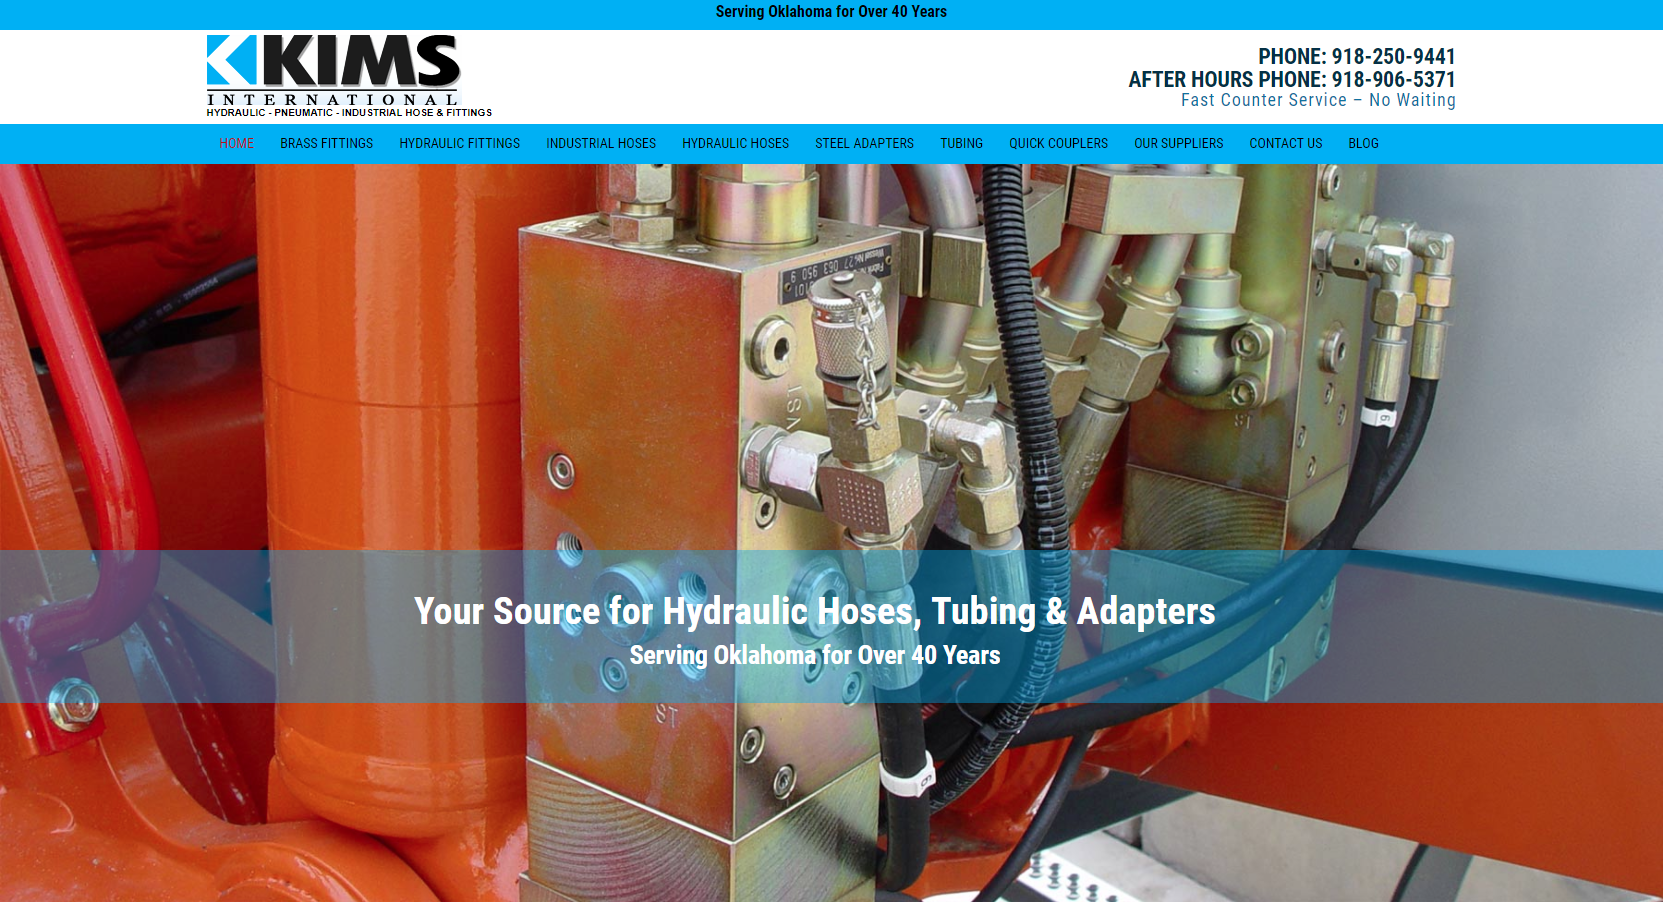 Serving Oklahoma for Over 40 Years
KIMS
INTERNATIONAL
HYDRAULIC - PNEUMATIC - INDUSTRIAL HOSE & FITTINGS
PHONE: 918-250-9441
AFTER HOURS PHONE: 918-906-5371
Fast Counter Service – No Waiting
HOME BRASS FITTINGS HYDRAULIC FITTINGS INDUSTRIAL HOSES HYDRAULIC HOSES STEEL ADAPTERS TUBING QUICK COUPLERS OUR SUPPLIERS CONTACT US BLOG
ST
Your Source for Hydraulic Hoses, Tubing & Adapters
Serving Oklahoma for Over 40 Years
ST